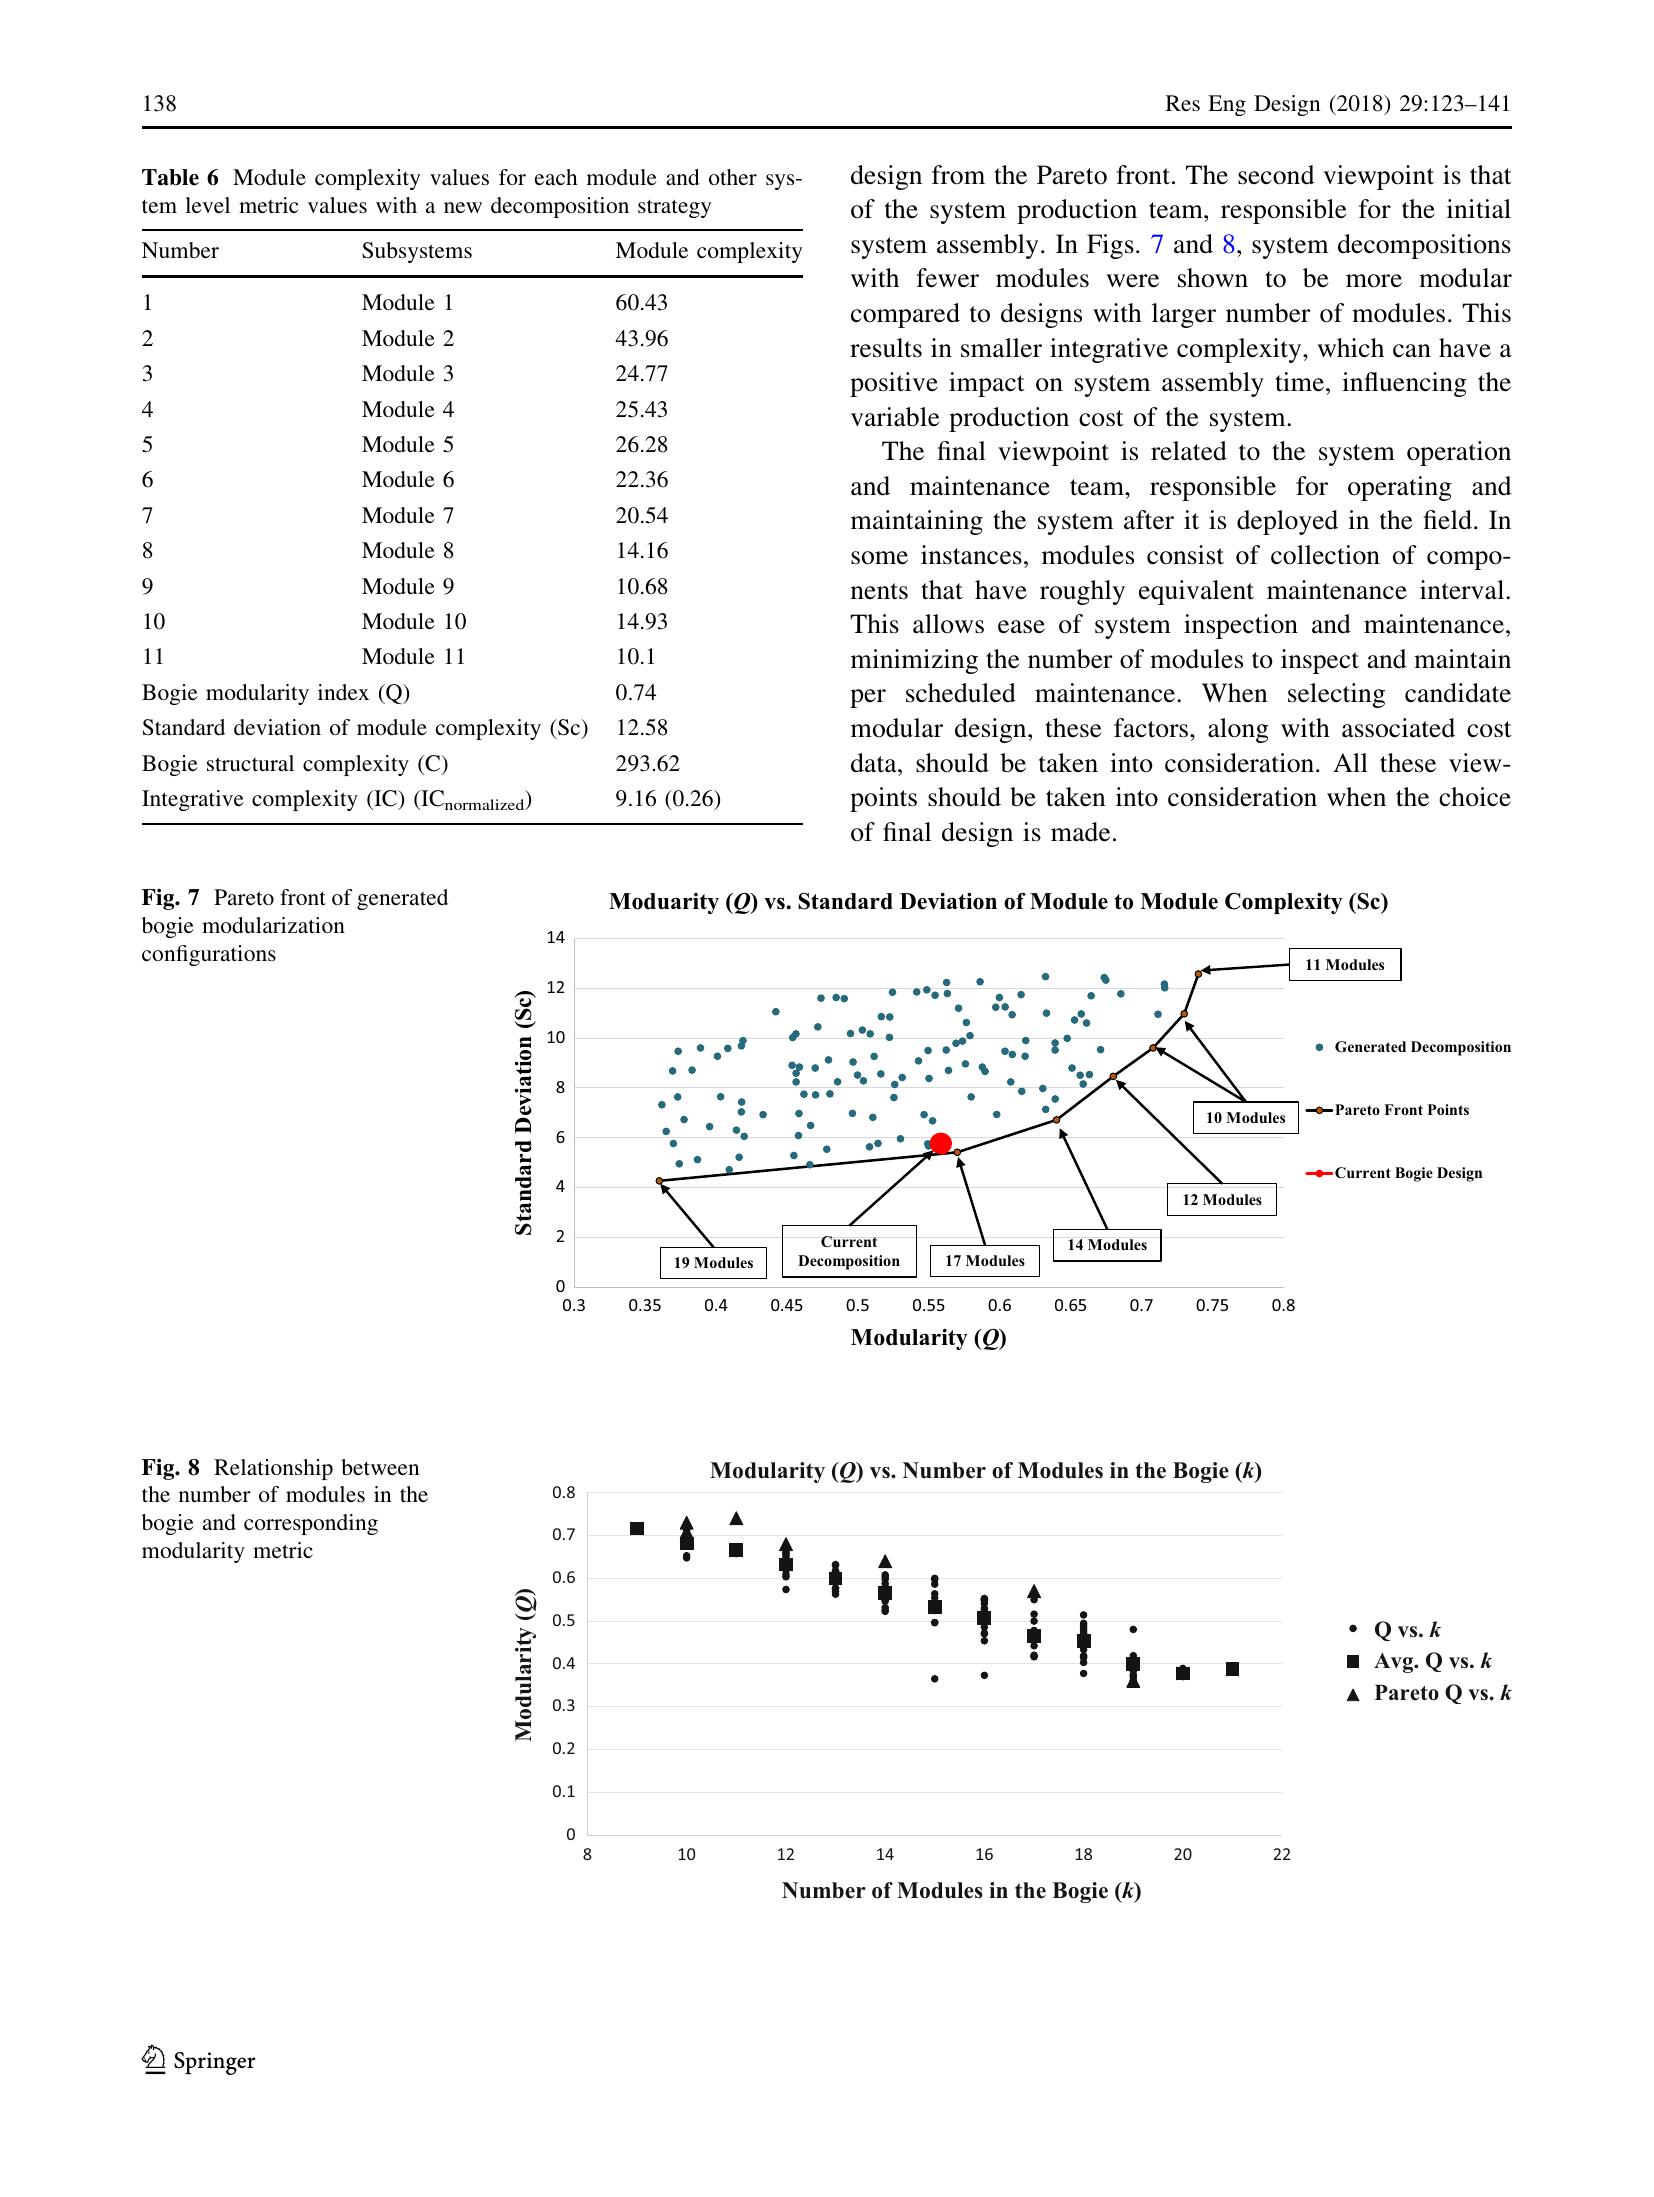 138
Res Eng Design (2018) 29:123–141
Table 6 Module complexity values for each module and other sys-
tem level metric values with a new decomposition strategy
Number Subsystems Module complexity
1 Module 1 60.43
2 Module 2 43.96
3 Module 3 24.77
4 Module 4 25.43
5 Module 5 26.28
6 Module 6 22.36
7 Module 7 20.54
8 Module 8 14.16
9 Module 9 10.68
10 Module 10 14.93
11 Module 11 10.1
Bogie modularity index (Q) 0.74
Standard deviation of module complexity (Sc) 12.58
Bogie structural complexity (C) 293.62
Integrative complexity (IC) (ICnormalized) 9.16 (0.26)
design from the Pareto front. The second viewpoint is that
of the system production team, responsible for the initial
system assembly. In Figs. 7 and 8, system decompositions
with fewer modules were shown to be more modular
compared to designs with larger number of modules. This
results in smaller integrative complexity, which can have a
positive impact on system assembly time, influencing the
variable production cost of the system.
The final viewpoint is related to the system operation
and maintenance team, responsible for operating and
maintaining the system after it is deployed in the field. In
some instances, modules consist of collection of compo-
nents that have roughly equivalent maintenance interval.
This allows ease of system inspection and maintenance,
minimizing the number of modules to inspect and maintain
per scheduled maintenance. When selecting candidate
modular design, these factors, along with associated cost
data, should be taken into consideration. All these view-
points should be taken into consideration when the choice
of final design is made.
Fig. 7 Pareto front of generated
bogie modularization
configurations
Moduarity (Q) vs. Standard Deviation of Module to Module Complexity (Sc)
Standard Deviation (Sc)
14
12
10
8
6
4
2
0
0.3 0.35 0.4 0.45 0.5 0.55 0.6 0.65 0.7 0.75 0.8
Modularity (Q)
11 Modules
10 Modules
12 Modules
14 Modules
17 Modules
Current
Decomposition
19 Modules
Generated Decomposition
Pareto Front Points
Current Bogie Design
Fig. 8 Relationship between
the number of modules in the
bogie and corresponding
modularity metric
Modularity (Q) vs. Number of Modules in the Bogie (k)
Modularity (Q)
0.8
0.7
0.6
0.5
0.4
0.3
0.2
0.1
0
8 10 12 14 16 18 20 22
Number of Modules in the Bogie (k)
Q vs. k
Avg. Q vs. k
Pareto Q vs. k
Springer